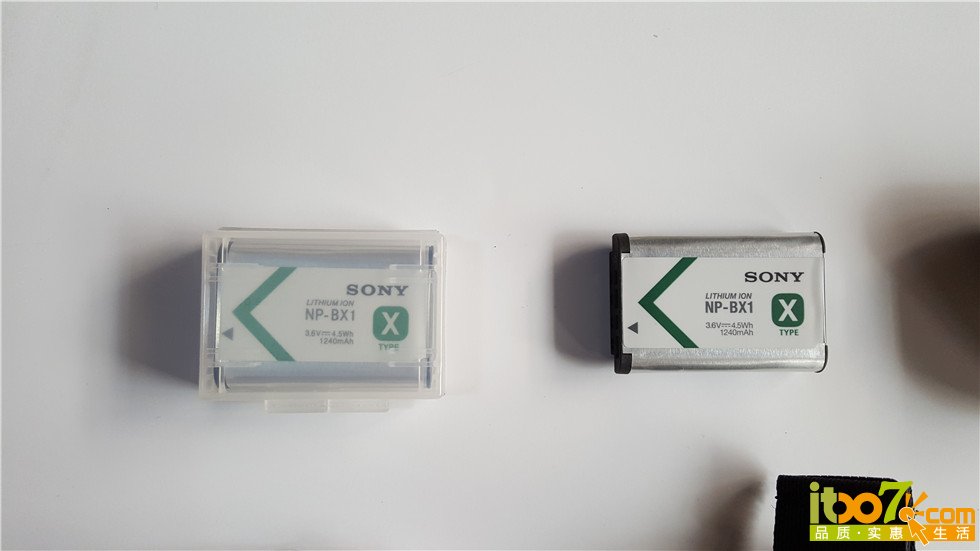 SONY
LITHIUM ION
NP-BX1
3.6V⎓4.5Wh
1240mAh
X
TYPE
SONY
LITHIUM ION
NP-BX1
3.6V⎓4.5Wh
1240mAh
X
TYPE
itoo7.com
品质·实惠 生活